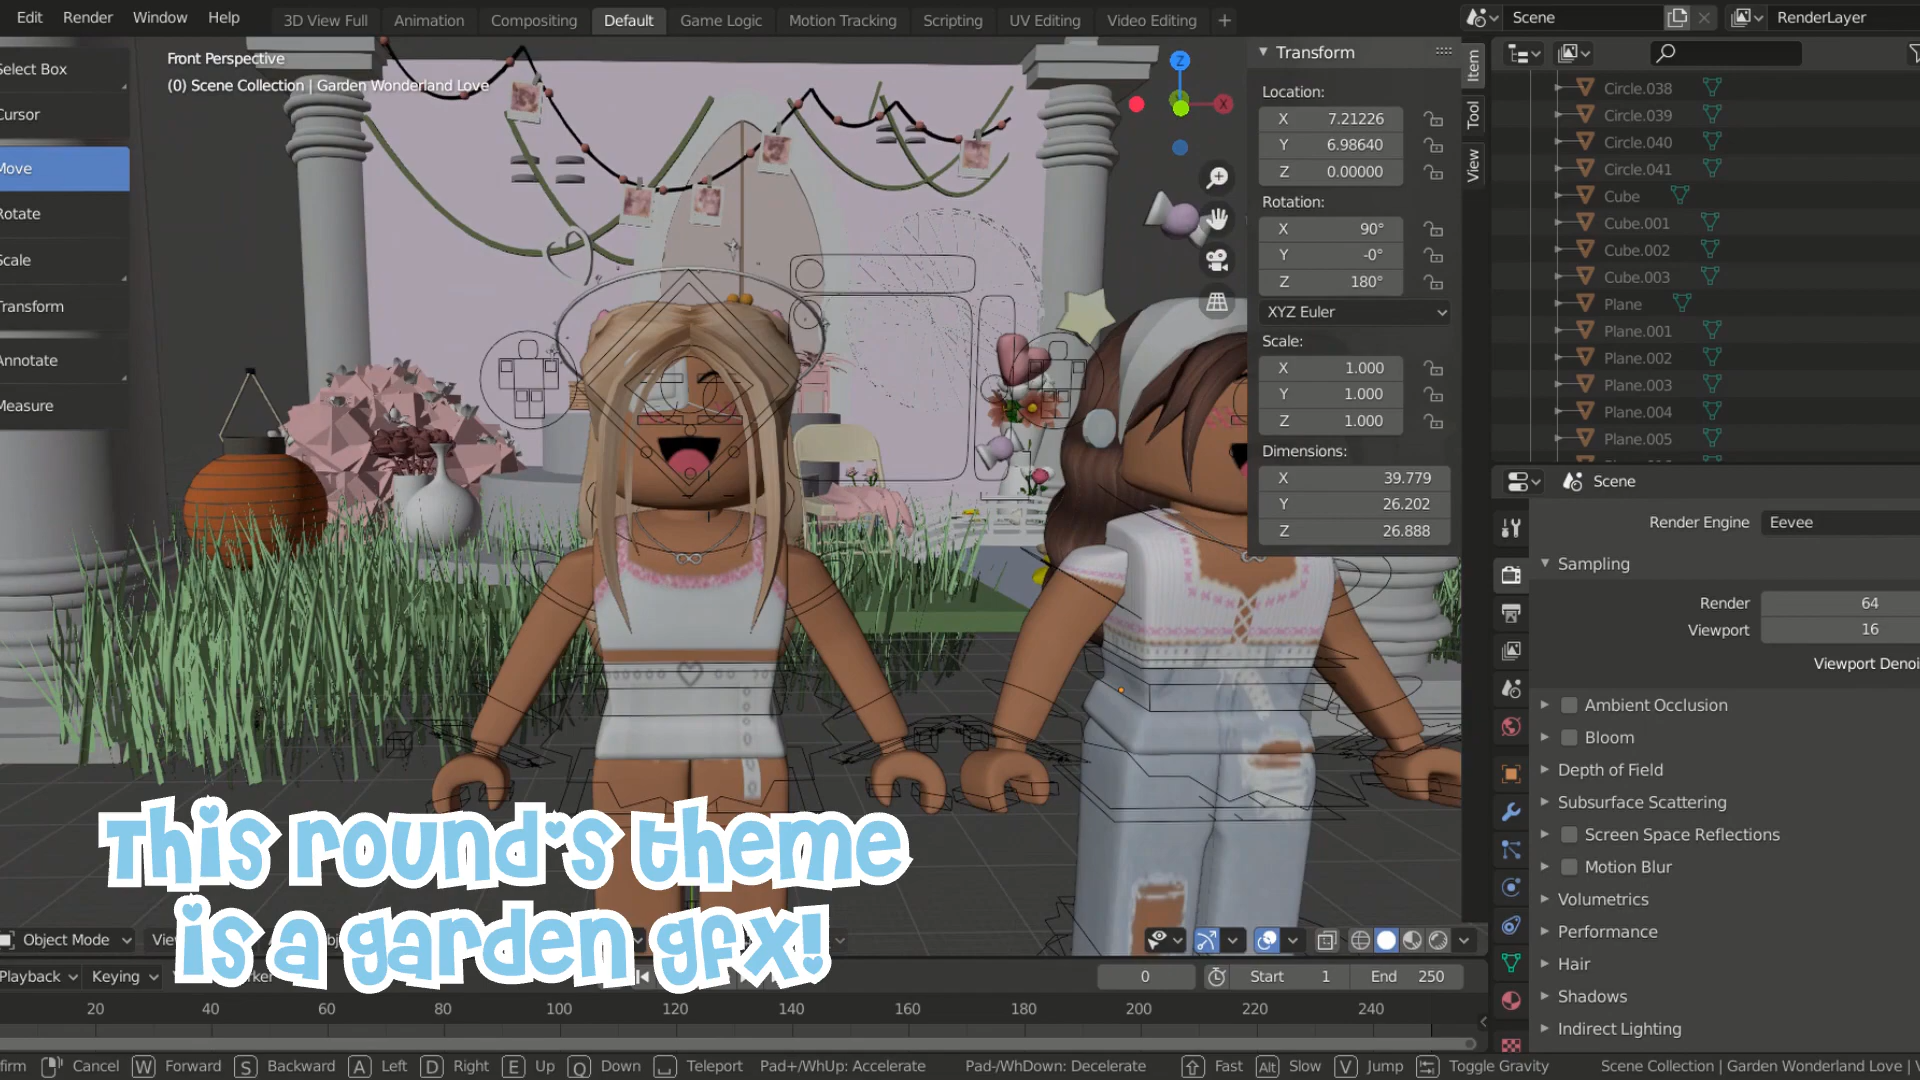 Edit Render Window Help 3D View Full Animation Compositing Default Game Logic Motion Tracking Scripting UV Editing Video Editing + Scene RenderLayer
Select Box
Cursor
Move
Rotate
Scale
Transform
Annotate
Measure
Front Perspective
(0) Scene Collection | Garden Wonderland Love
Z
X
Transform
Location:
X 7.21226
Y 6.98640
Z 0.00000
Rotation:
X 90°
Y -0°
Z 180°
XYZ Euler
Scale:
X 1.000
Y 1.000
Z 1.000
Dimensions:
X 39.779
Y 26.202
Z 26.888
Item
Tool
View
Circle.038
Circle.039
Circle.040
Circle.041
Cube
Cube.001
Cube.002
Cube.003
Plane
Plane.001
Plane.002
Plane.003
Plane.004
Plane.005
Scene
Render Engine Eevee
Sampling
Render 64
Viewport 16
Viewport Denoi
Ambient Occlusion
Bloom
Depth of Field
Subsurface Scattering
Screen Space Reflections
Motion Blur
Volumetrics
Performance
Hair
Shadows
Indirect Lighting
This round's theme
is a garden gfx!
Object Mode
Playback Keying
0 Start 1 End 250
20 40 60 80 100 120 140 160 180 200 220 240
firm Cancel W Forward S Backward A Left D Right E Up Q Down Teleport Pad+/WhUp: Accelerate Pad-/WhDown: Decelerate Fast Alt Slow V Jump Toggle Gravity Scene Collection | Garden Wonderland Love |